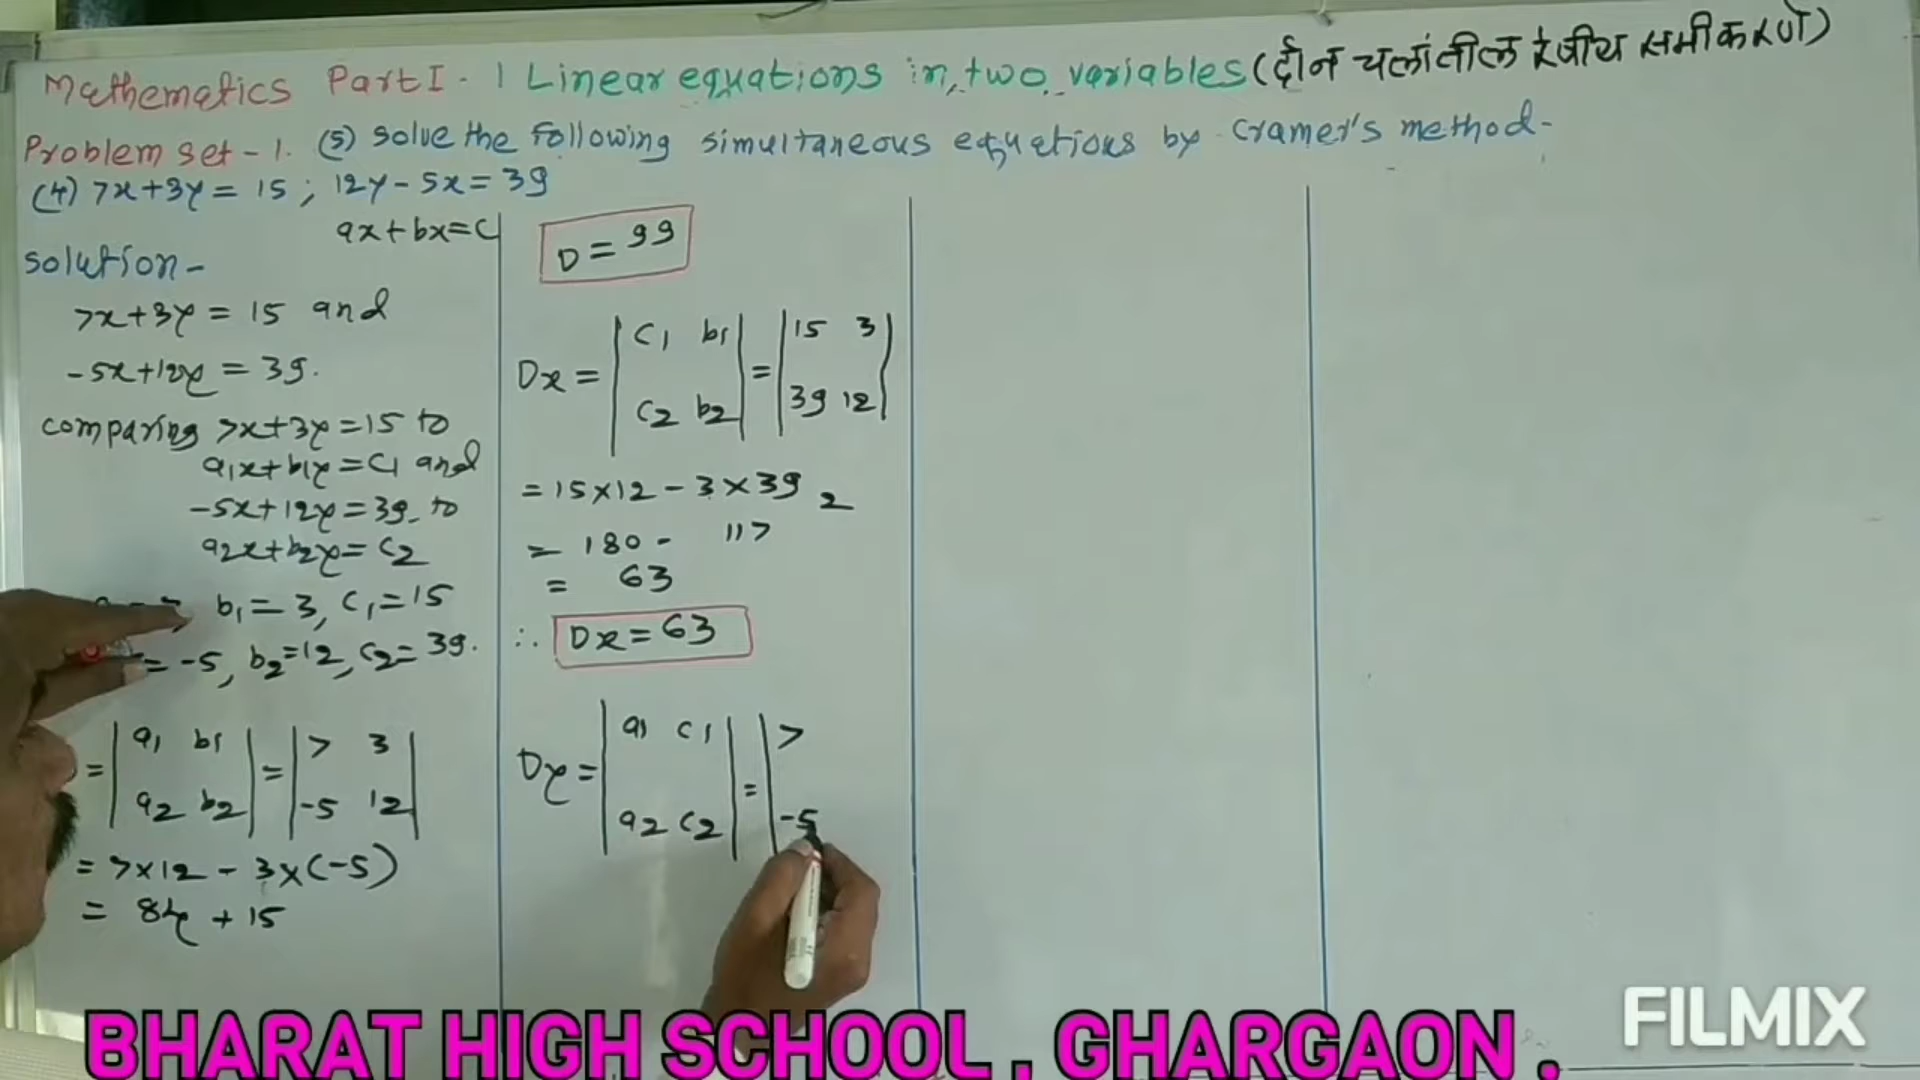 Mathematics Part I - 1 Linear equations in two variables (दोन चलांतील रेषीय समीकरणे)
Problem set - 1. (5) solve the following simultaneous equations by Cramer's method-
(4) 7x+3y = 15 ; 12y - 5x = 39
ax+bx=C
solution-
7x+3y = 15 and
-5x+12y = 39.
comparing 7x+3y=15 to
a1x+b1y=C1 and
-5x+12y=39 to
a2x+b2y=C2
b1=3, C1=15
=-5, b2=12, C2=39.
= | a1 b1 | = | 7 3 |
| a2 b2 | | -5 12 |
= 7x12 - 3x(-5)
= 84 + 15
D = 99
Dx = | C1 b1 | = | 15 3 |
| C2 b2 | | 39 12 |
= 15x12 - 3x39 2
= 180 - 117
= 63
∴ Dx = 63
Dy = | a1 C1 | = | 7
| a2 C2 | | -5
BHARAT HIGH SCHOOL , GHARGAON .
FILMIX